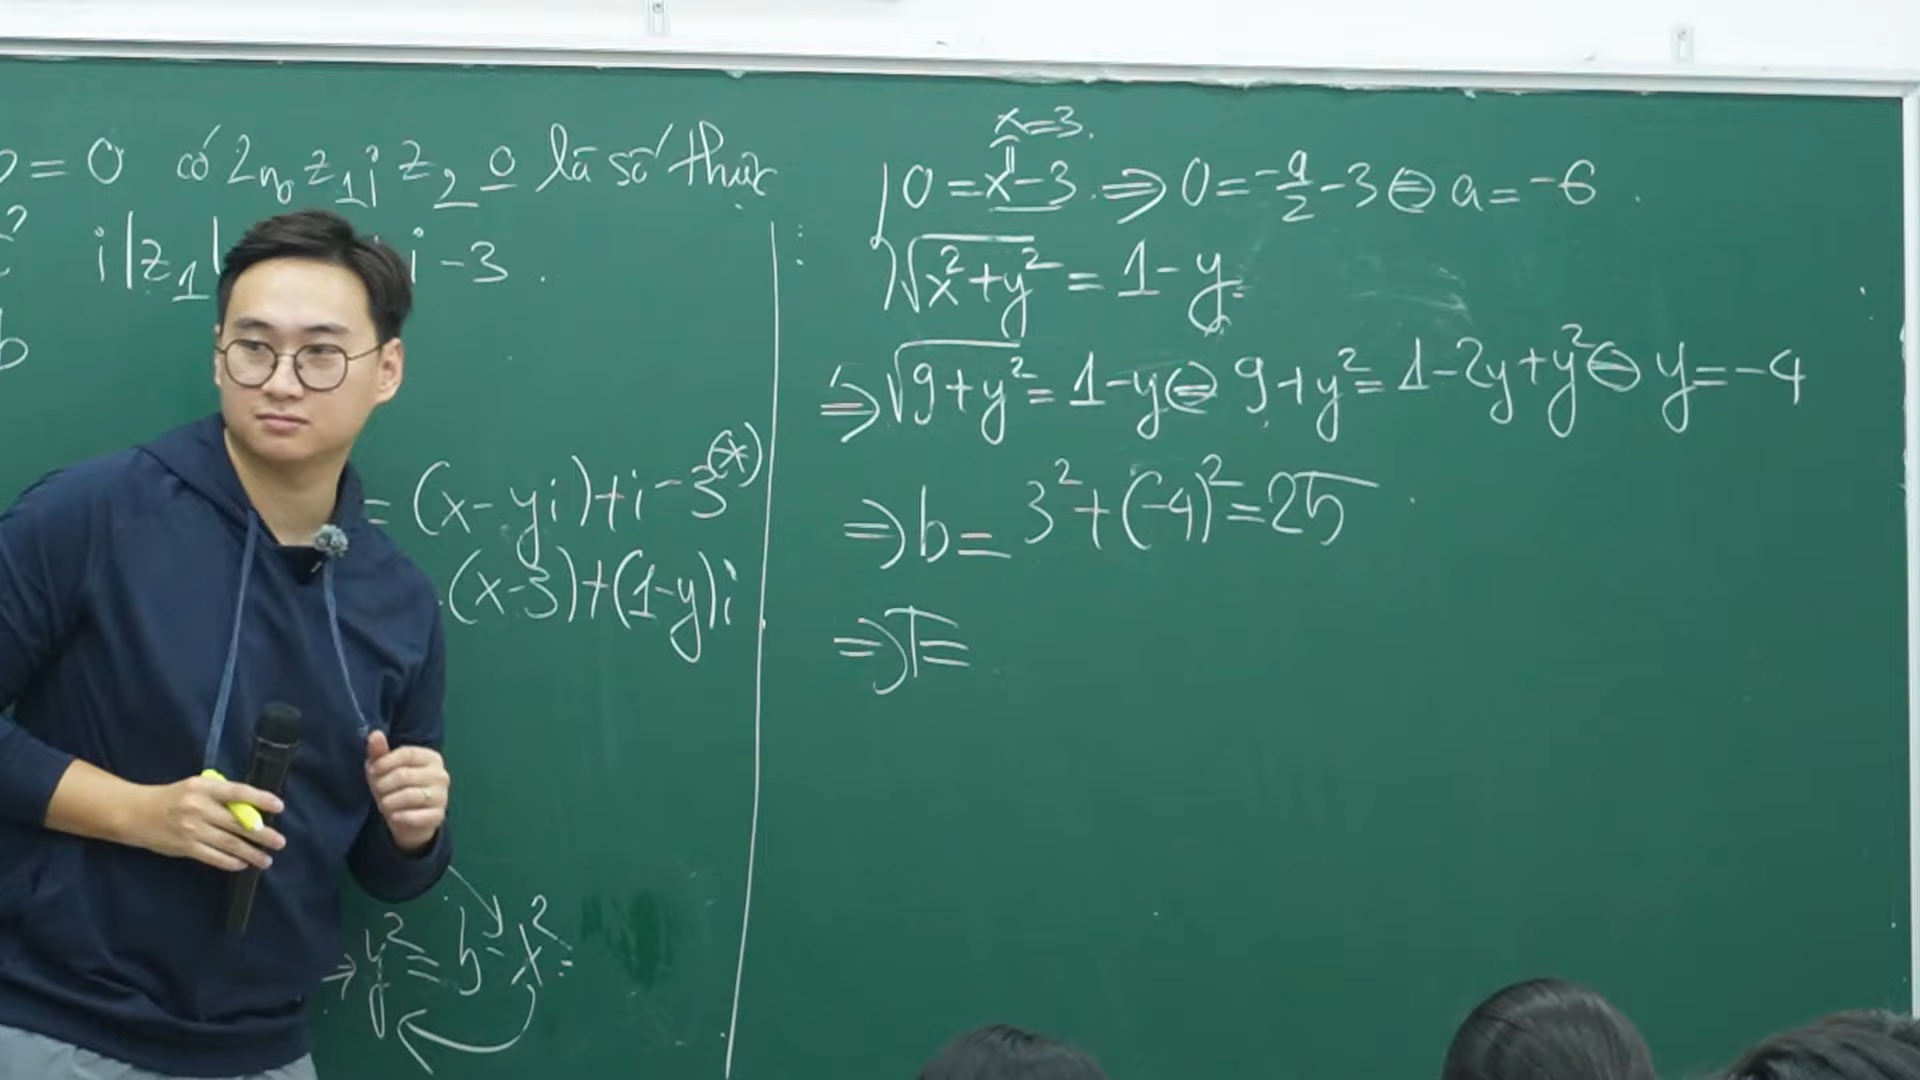 = 0 có 2 n₀ z₁; z₂ o là số thực
i|z₁| i - 3.
b
= (x - yi) + i - 3 (*)
(x - 3) + (1 - y)i
y² = b - x²
x = 3.
0 = x - 3 ⇒ 0 = -a/2 - 3 ⇔ a = -6
√(x² + y²) = 1 - y
⇒ √(9 + y²) = 1 - y ⇔ 9 + y² = 1 - 2y + y² ⇔ y = -4
⇒ b = 3² + (-4)² = 25
⇒ T =